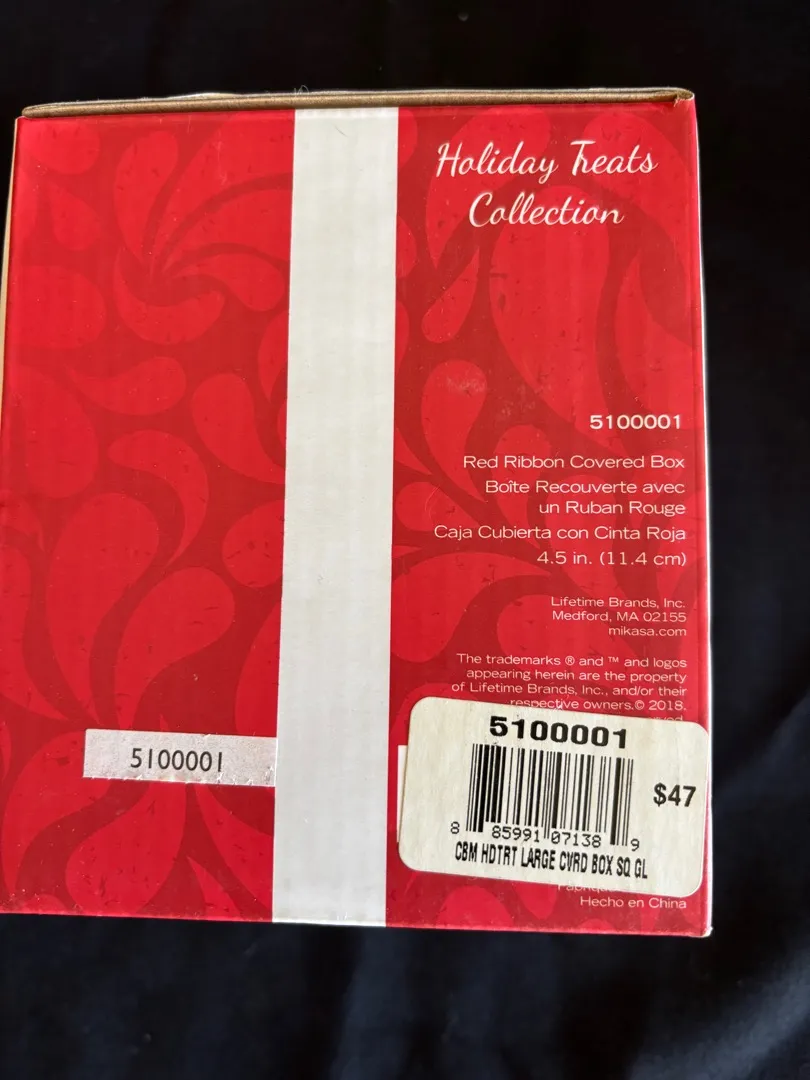 Holiday Treats
Collection
5100001
Red Ribbon Covered Box
Boîte Recouverte avec
un Ruban Rouge
Caja Cubierta con Cinta Roja
4.5 in. (11.4 cm)
Lifetime Brands, Inc.
Medford, MA 02155
mikasa.com
The trademarks ® and ™ and logos
appearing herein are the property
of Lifetime Brands, Inc., and/or their
respective owners.© 2018.
5100001
5100001
$47
8 85991 07138 9
CBM HDTRT LARGE CVRD BOX SQ GL
Hecho en China